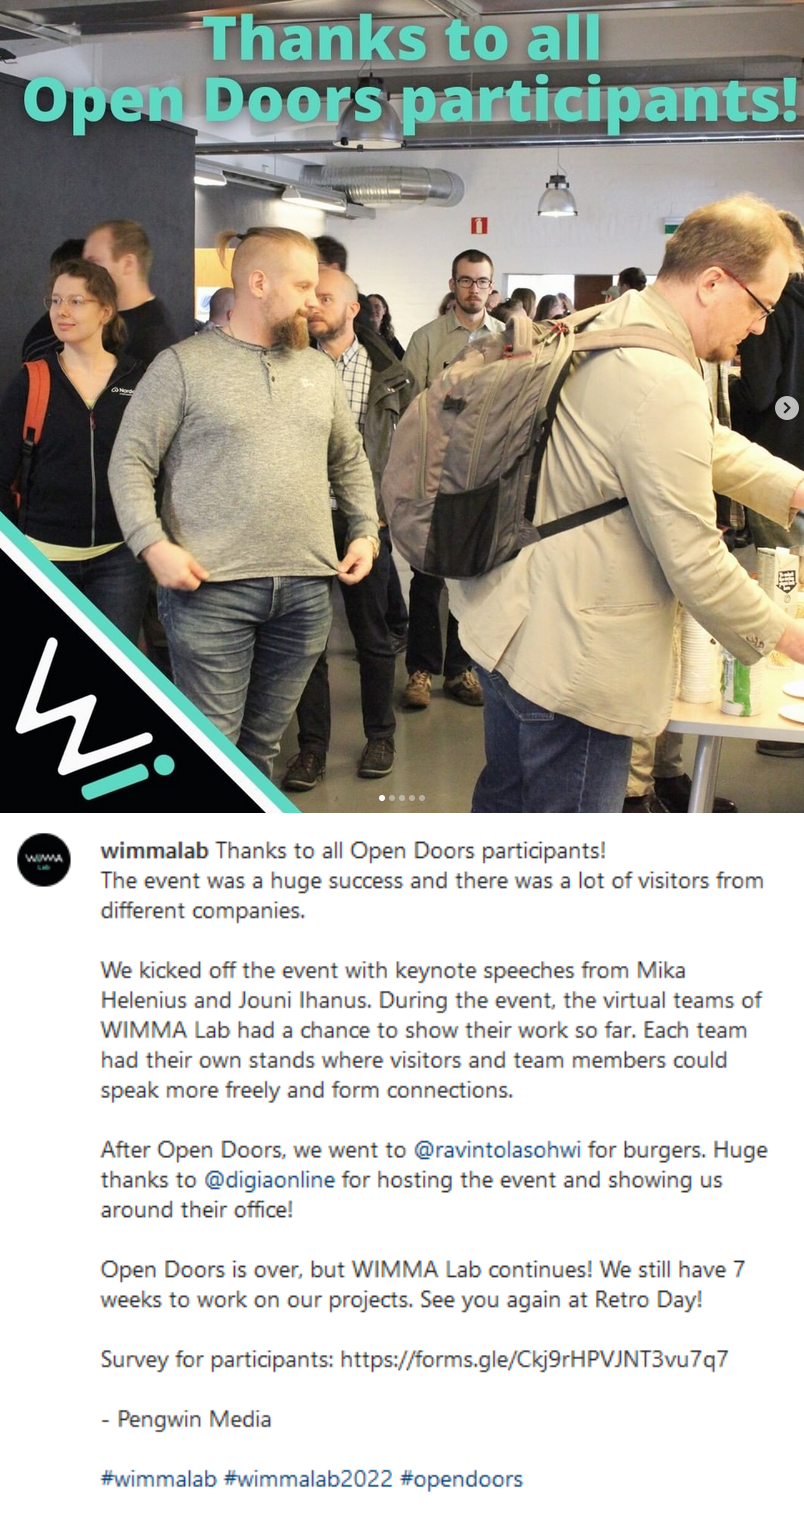 Thanks to all
Open Doors participants!
Wi
WIMMA
Lab
wimmalab Thanks to all Open Doors participants!
The event was a huge success and there was a lot of visitors from
different companies.
We kicked off the event with keynote speeches from Mika
Helenius and Jouni Ihanus. During the event, the virtual teams of
WIMMA Lab had a chance to show their work so far. Each team
had their own stands where visitors and team members could
speak more freely and form connections.
After Open Doors, we went to @ravintolasohwi for burgers. Huge
thanks to @digiaonline for hosting the event and showing us
around their office!
Open Doors is over, but WIMMA Lab continues! We still have 7
weeks to work on our projects. See you again at Retro Day!
Survey for participants: https://forms.gle/Ckj9rHPVJNT3vu7q7
- Pengwin Media
#wimmalab #wimmalab2022 #opendoors